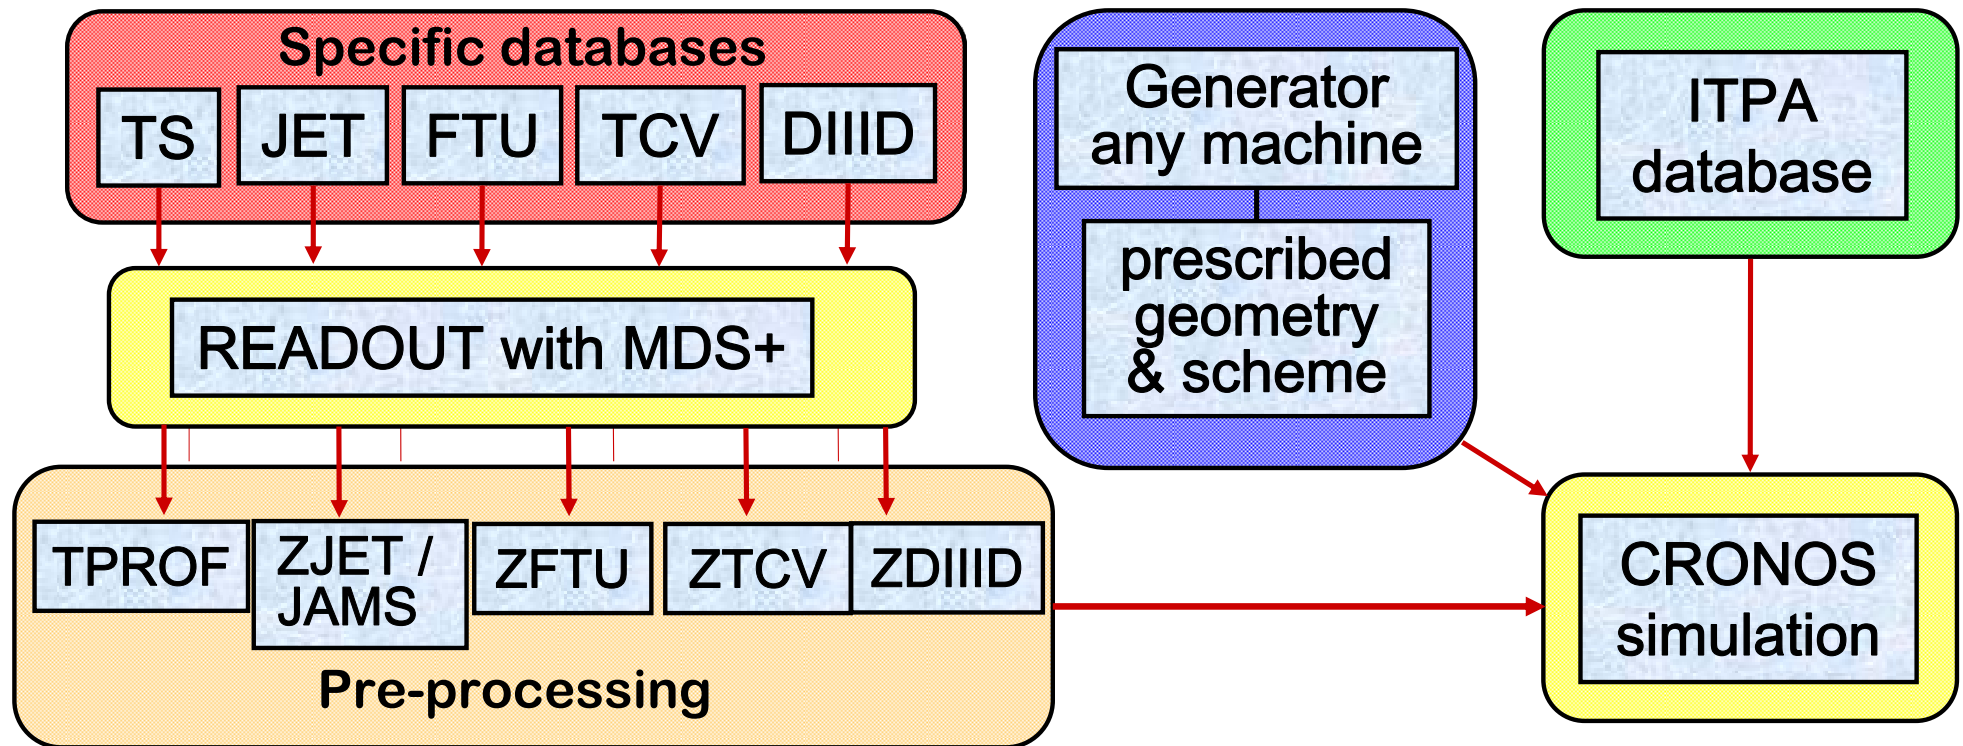 Specific databases
TS
JET
FTU
TCV
DIIID
READOUT with MDS+
TPROF
ZJET /
JAMS
ZFTU
ZTCV
ZDIIID
Pre-processing
Generator
any machine
prescribed
geometry
& scheme
ITPA
database
CRONOS
simulation